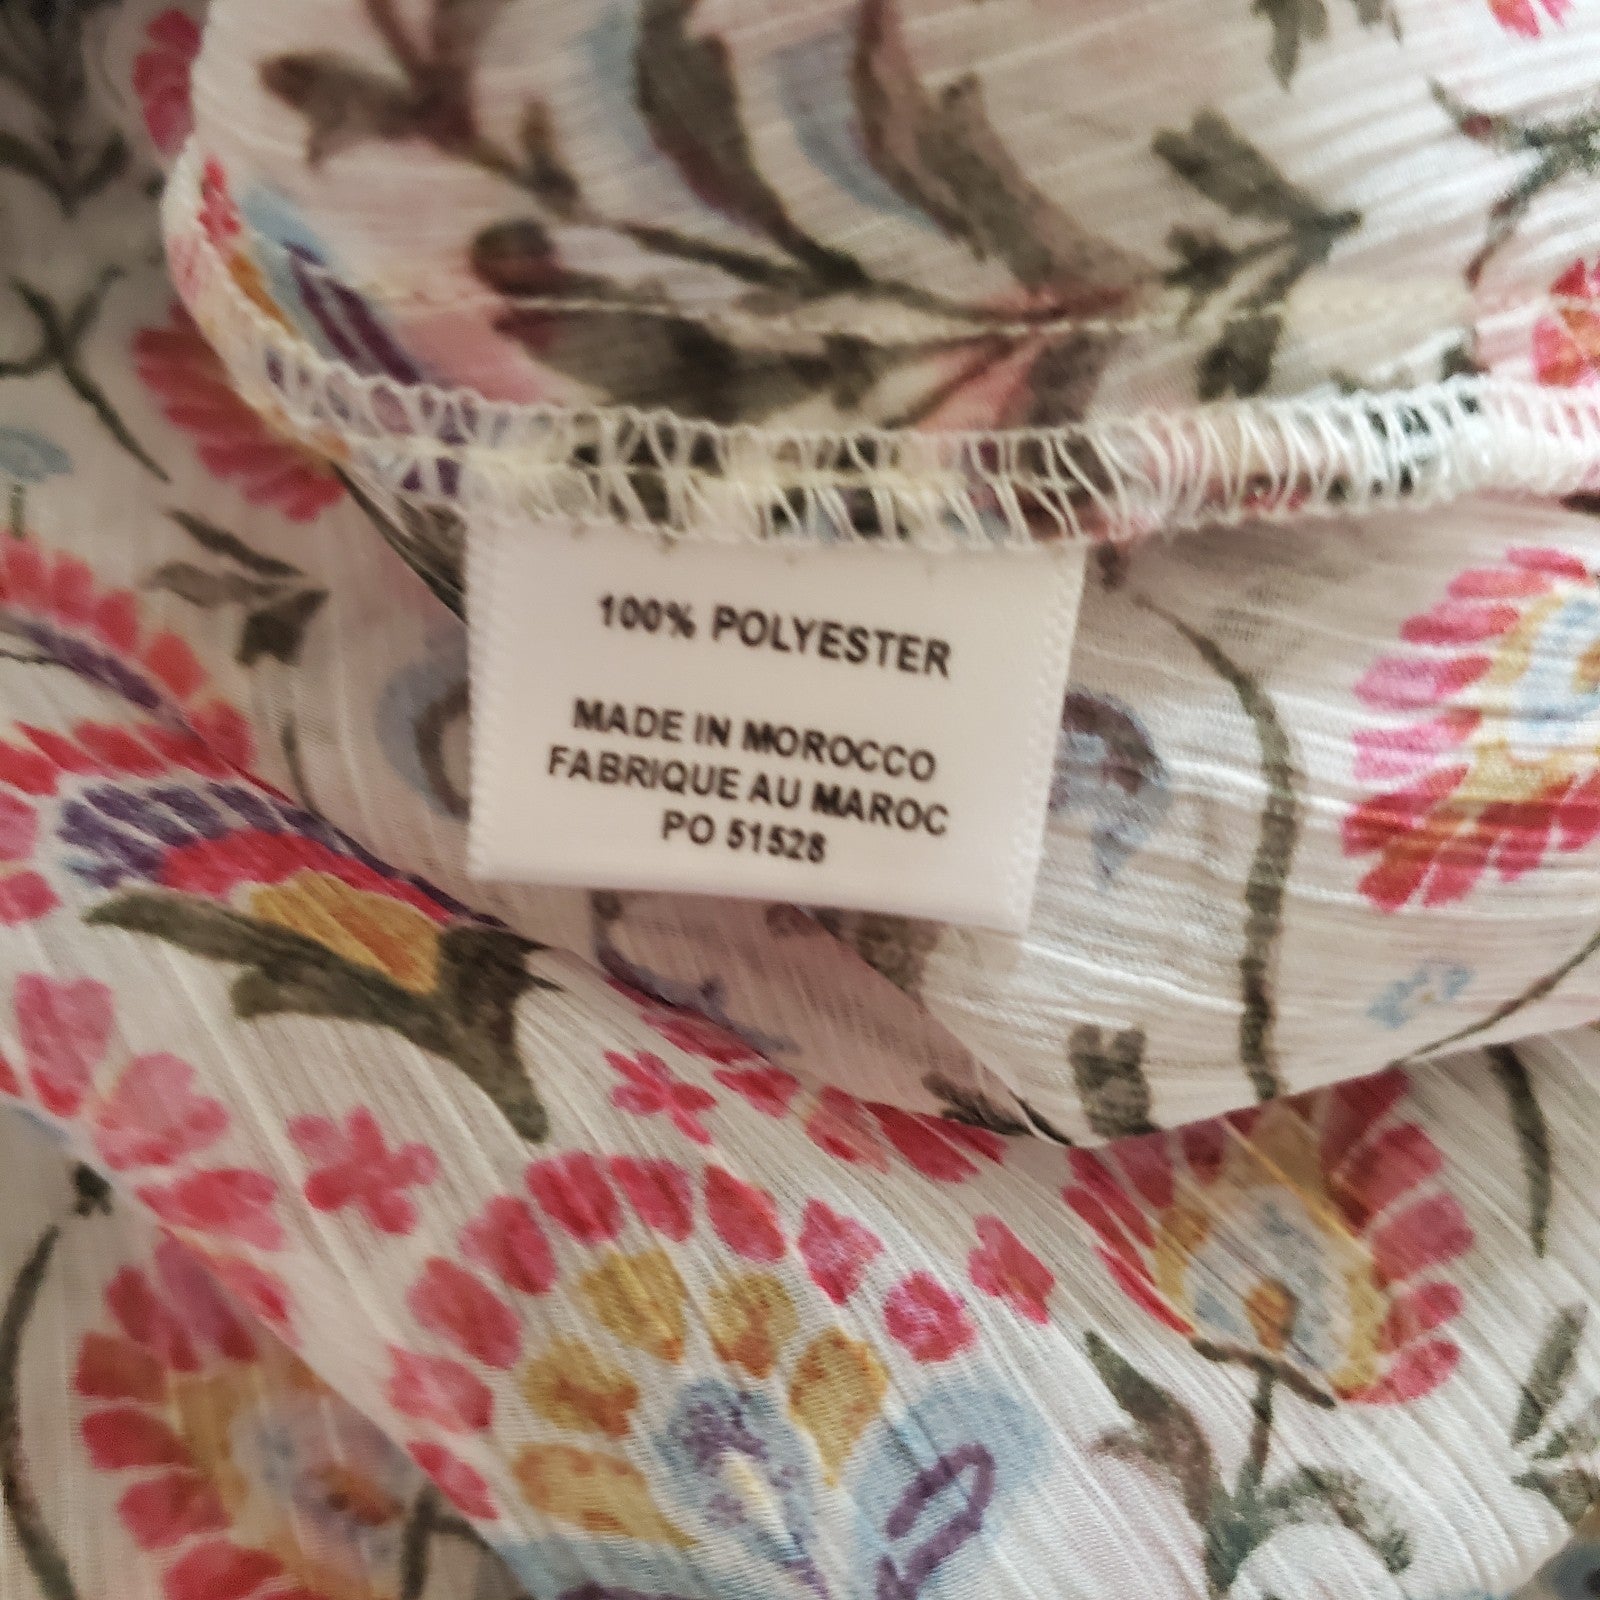 100% POLYESTER
MADE IN MOROCCO
FABRIQUE AU MAROC
PO 51528